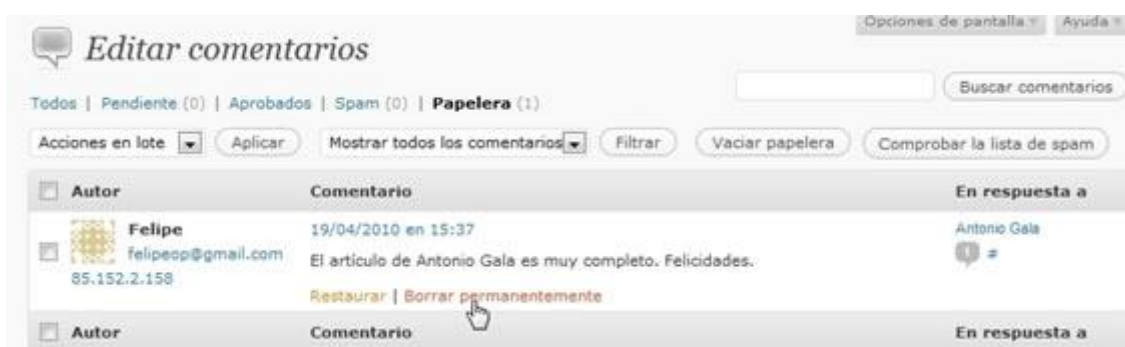 Opciones de pantalla Ayuda
Editar comentarios
Buscar comentarios
Todos | Pendiente (0) | Aprobados | Spam (0) | Papelera (1)
Acciones en lote Aplicar Mostrar todos los comentarios Filtrar Vaciar papelera Comprobar la lista de spam
Autor Comentario En respuesta a
Felipe 19/04/2010 en 15:37 Antonio Gala
felipeop@gmail.com El artículo de Antonio Gala es muy completo. Felicidades. #
85.152.2.158
Restaurar | Borrar permanentemente
Autor Comentario En respuesta a